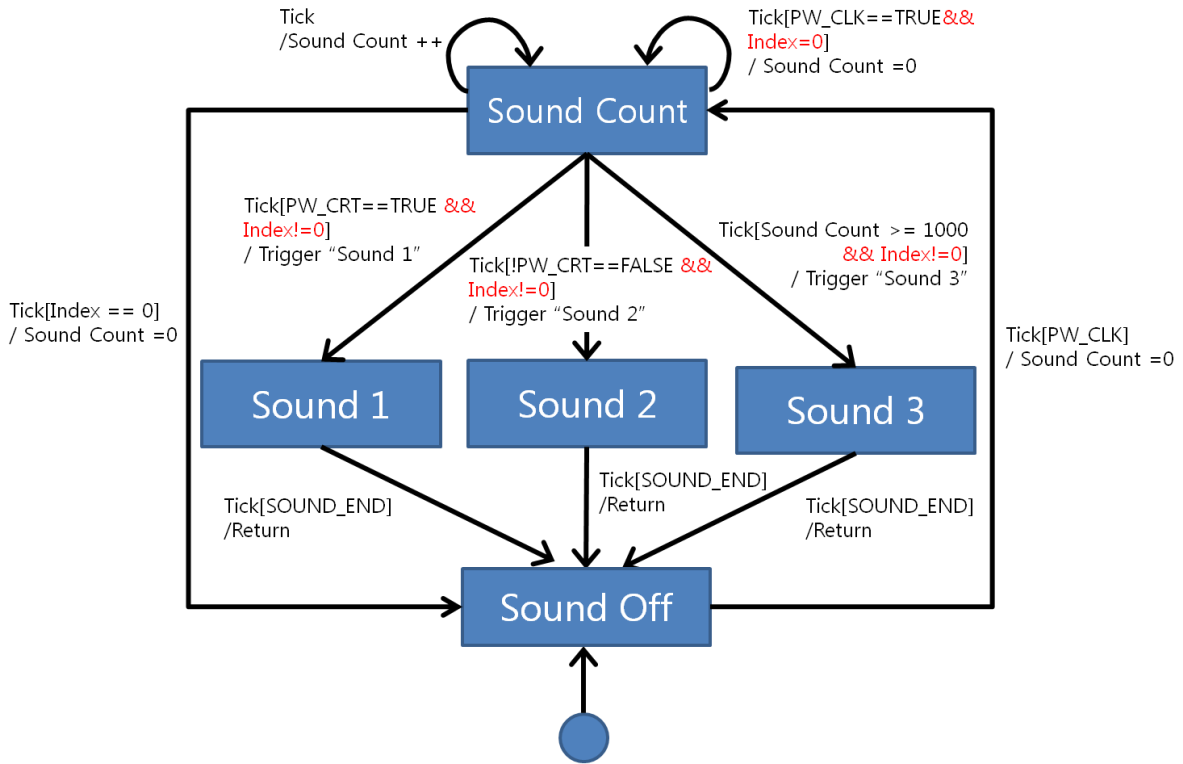 Tick
/Sound Count ++
Tick[PW_CLK==TRUE&&
Index=0]
/ Sound Count =0
Sound Count
Tick[PW_CRT==TRUE &&
Index!=0]
/ Trigger “Sound 1”
Tick[!PW_CRT==FALSE &&
Index!=0]
/ Trigger “Sound 2”
Tick[Sound Count >= 1000
&& Index!=0]
/ Trigger “Sound 3”
Tick[Index == 0]
/ Sound Count =0
Tick[PW_CLK]
/ Sound Count =0
Sound 1
Sound 2
Sound 3
Tick[SOUND_END]
/Return
Tick[SOUND_END]
/Return
Tick[SOUND_END]
/Return
Sound Off